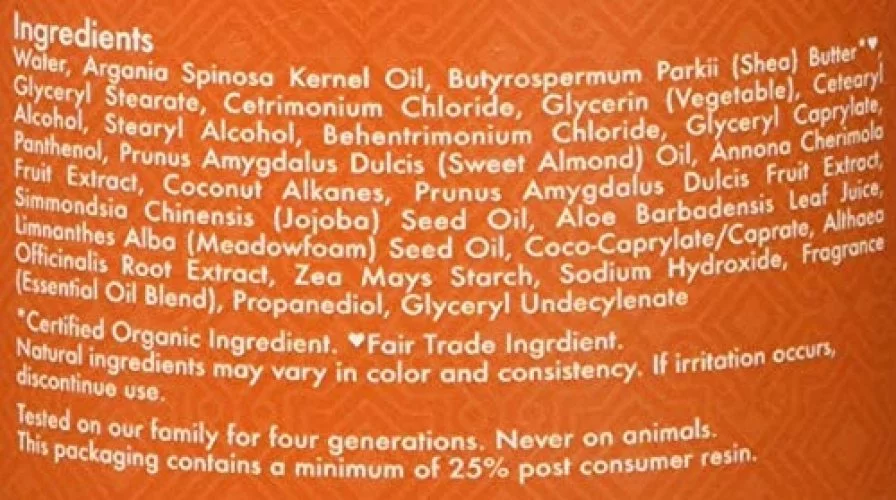 Ingredients
Water, Argania Spinosa Kernel Oil, Butyrospermum Parkii (Shea) Butter*♥,
Glyceryl Stearate, Cetrimonium Chloride, Glycerin (Vegetable), Cetearyl
Alcohol, Stearyl Alcohol, Behentrimonium Chloride, Glyceryl Caprylate,
Panthenol, Prunus Amygdalus Dulcis (Sweet Almond) Oil, Annona Cherimola
Fruit Extract, Coconut Alkanes, Prunus Amygdalus Dulcis Fruit Extract,
Simmondsia Chinensis (Jojoba) Seed Oil, Aloe Barbadensis Leaf Juice,
Limnanthes Alba (Meadowfoam) Seed Oil, Coco-Caprylate/Caprate, Althaea
Officinalis Root Extract, Zea Mays Starch, Sodium Hydroxide, Fragrance
(Essential Oil Blend), Propanediol, Glyceryl Undecylenate
*Certified Organic Ingredient. ♥Fair Trade Ingrdient.
Natural ingredients may vary in color and consistency. If irritation occurs,
discontinue use.
Tested on our family for four generations. Never on animals.
This packaging contains a minimum of 25% post consumer resin.